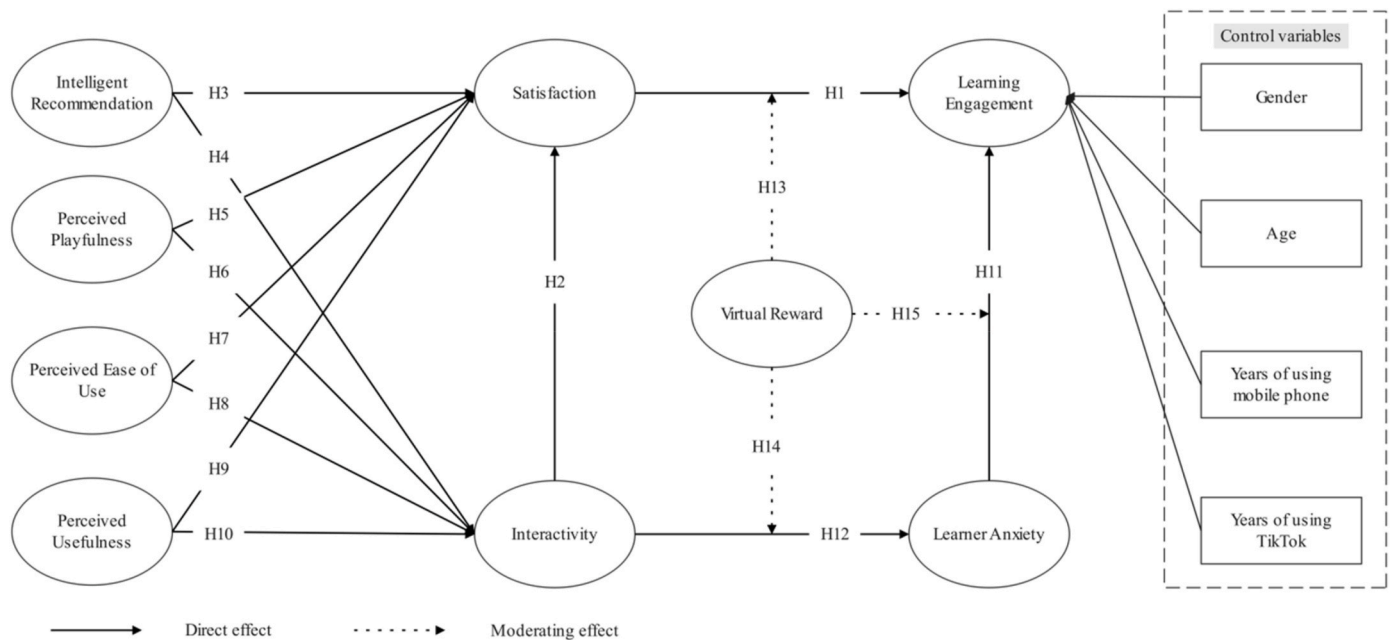 Control variables
Intelligent
Recommendation
H3
Satisfaction
H1
Learning
Engagement
Gender
H4
H13
Perceived
Playfulness
H5
Age
H6
H2
H11
Virtual Reward
H15
H7
Perceived Ease of
Use
Years of using
mobile phone
H8
H14
H9
Perceived
Usefulness
H10
Interactivity
H12
Learner Anxiety
Years of using
TikTok
Direct effect
Moderating effect